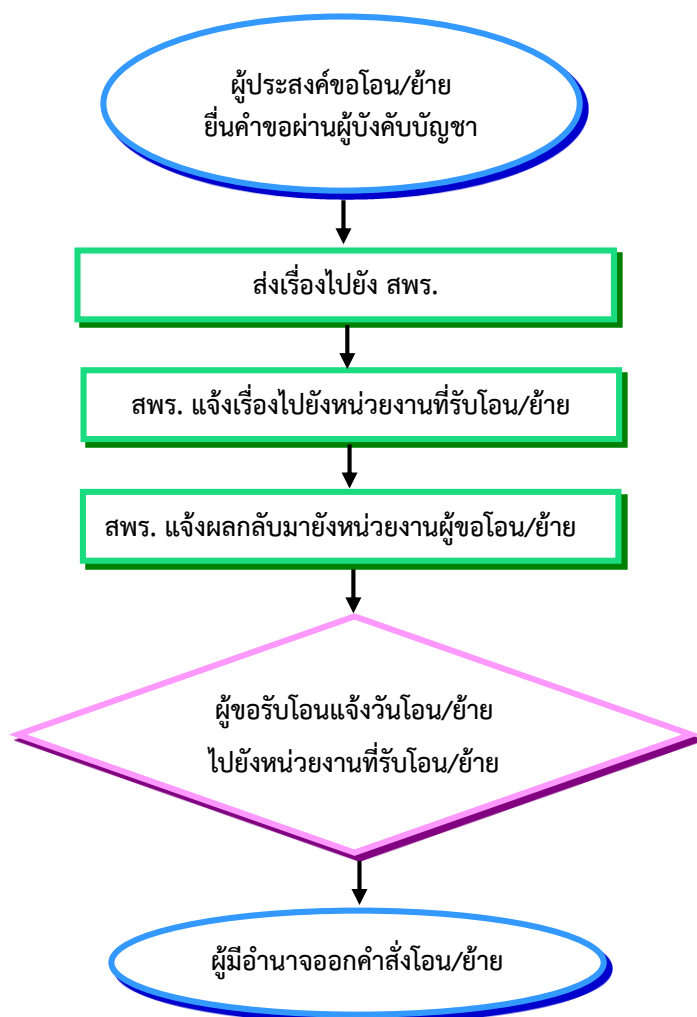 ผู้ประสงค์ขอโอน/ย้าย
ยื่นคำขอผ่านผู้บังคับบัญชา
ส่งเรื่องไปยัง สพร.
สพร. แจ้งเรื่องไปยังหน่วยงานที่รับโอน/ย้าย
สพร. แจ้งผลกลับมายังหน่วยงานผู้ขอโอน/ย้าย
ผู้ขอรับโอนแจ้งวันโอน/ย้าย
ไปยังหน่วยงานที่รับโอน/ย้าย
ผู้มีอำนาจออกคำสั่งโอน/ย้าย